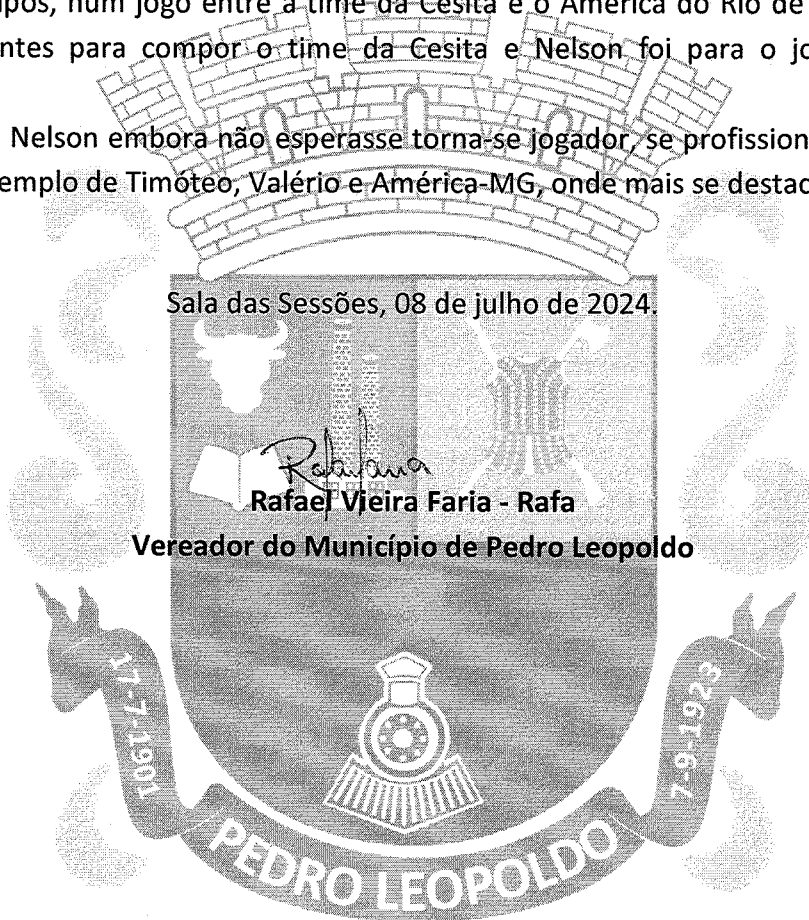 pos, num jogo entre a time da Cesita e o América do Rio de
ntes para compor o time da Cesita e Nelson foi para o jo
Nelson embora não esperasse torna-se jogador, se profission
emplo de Timóteo, Valério e América-MG, onde mais se destac
Sala das Sessões, 08 de julho de 2024.
Rafael Vieira Faria - Rafa
Vereador do Município de Pedro Leopoldo
17-7-1901
7-9-1923
PEDRO LEOPOLDO